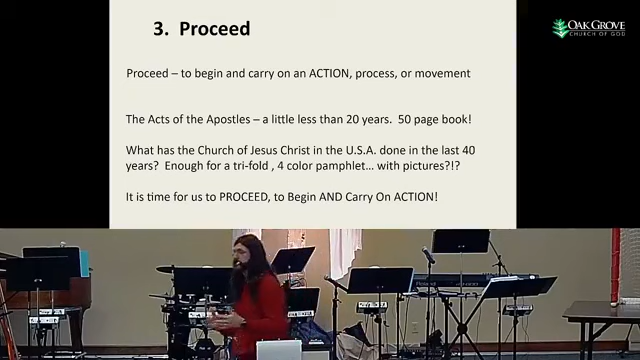 3. Proceed
OAK GROVE
CHURCH OF GOD
Proceed – to begin and carry on an ACTION, process, or movement
The Acts of the Apostles – a little less than 20 years. 50 page book!
What has the Church of Jesus Christ in the U.S.A. done in the last 40
years? Enough for a tri-fold , 4 color pamphlet… with pictures?!?
It is time for us to PROCEED, to Begin AND Carry On ACTION!